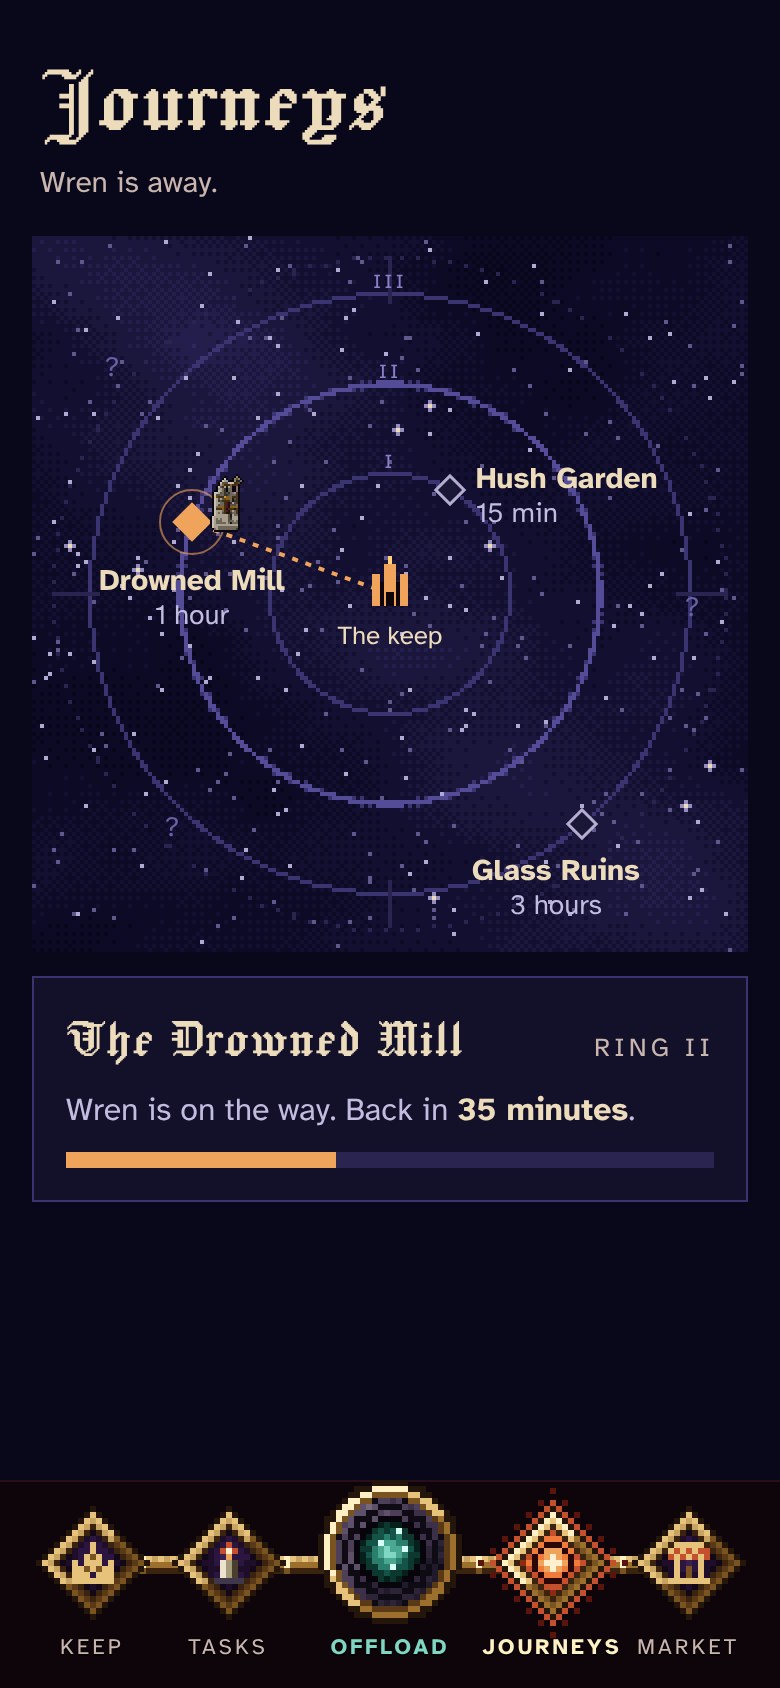 Journeys
Wren is away.
III
II
I
?
Hush Garden
15 min
Drowned Mill
1 hour
The keep
?
?
Glass Ruins
3 hours
The Drowned Mill
RING II
Wren is on the way. Back in 35 minutes.
KEEP
TASKS
OFFLOAD
JOURNEYS
MARKET